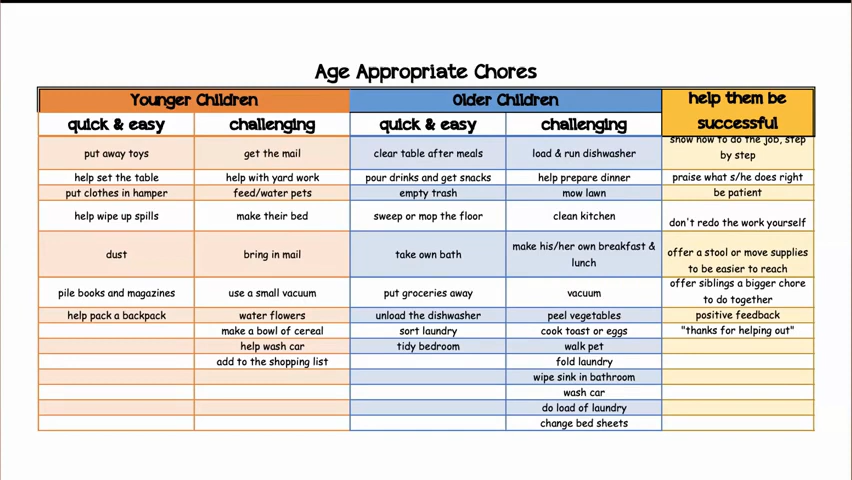 Age Appropriate Chores
Younger Children Older Children help them be successful
quick & easy challenging quick & easy challenging
put away toys get the mail clear table after meals load & run dishwasher show how to do the job, step by step
help set the table help with yard work pour drinks and get snacks help prepare dinner praise what s/he does right
put clothes in hamper feed/water pets empty trash mow lawn be patient
help wipe up spills make their bed sweep or mop the floor clean kitchen don't redo the work yourself
dust bring in mail take own bath make his/her own breakfast & lunch offer a stool or move supplies to be easier to reach
pile books and magazines use a small vacuum put groceries away vacuum offer siblings a bigger chore to do together
help pack a backpack water flowers unload the dishwasher peel vegetables positive feedback
make a bowl of cereal sort laundry cook toast or eggs "thanks for helping out"
help wash car tidy bedroom walk pet
add to the shopping list fold laundry
wipe sink in bathroom
wash car
do load of laundry
change bed sheets